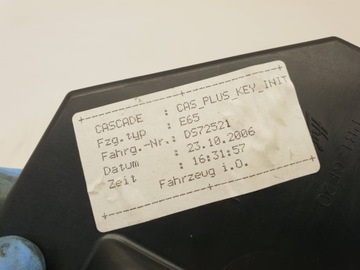 CASCADE : CAS_PLUS_KEY_INIT
Fzg.typ : E65
Fahrg.-Nr.: DS72521
Datum : 23.10.2006
Zeit : 16:31:57
Fahrzeug i.O.